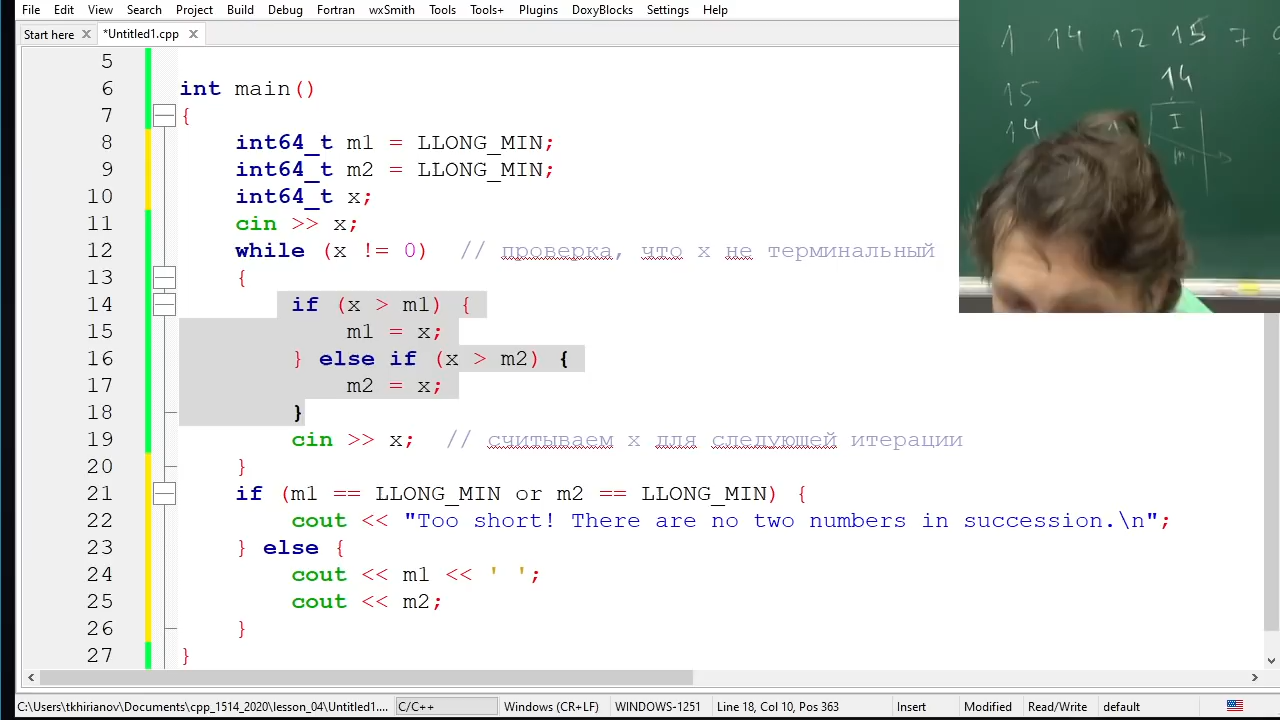 File Edit View Search Project Build Debug Fortran wxSmith Tools Tools+ Plugins DoxyBlocks Settings Help
Start here *Untitled1.cpp
5
6 int main()
7 {
8 int64_t m1 = LLONG_MIN;
9 int64_t m2 = LLONG_MIN;
10 int64_t x;
11 cin >> x;
12 while (x != 0) // проверка, что x не терминальный
13 {
14 if (x > m1) {
15 m1 = x;
16 } else if (x > m2) {
17 m2 = x;
18 }
19 cin >> x; // считываем x для следующей итерации
20 }
21 if (m1 == LLONG_MIN or m2 == LLONG_MIN) {
22 cout << "Too short! There are no two numbers in succession.\n";
23 } else {
24 cout << m1 << ' ';
25 cout << m2;
26 }
27 }
1 14 12 15 7
14
15
14 I
C:\Users\tkhirianov\Documents\cpp_1514_2020\lesson_04\Untitled1.... C/C++ Windows (CR+LF) WINDOWS-1251 Line 18, Col 10, Pos 363 Insert Modified Read/Write default